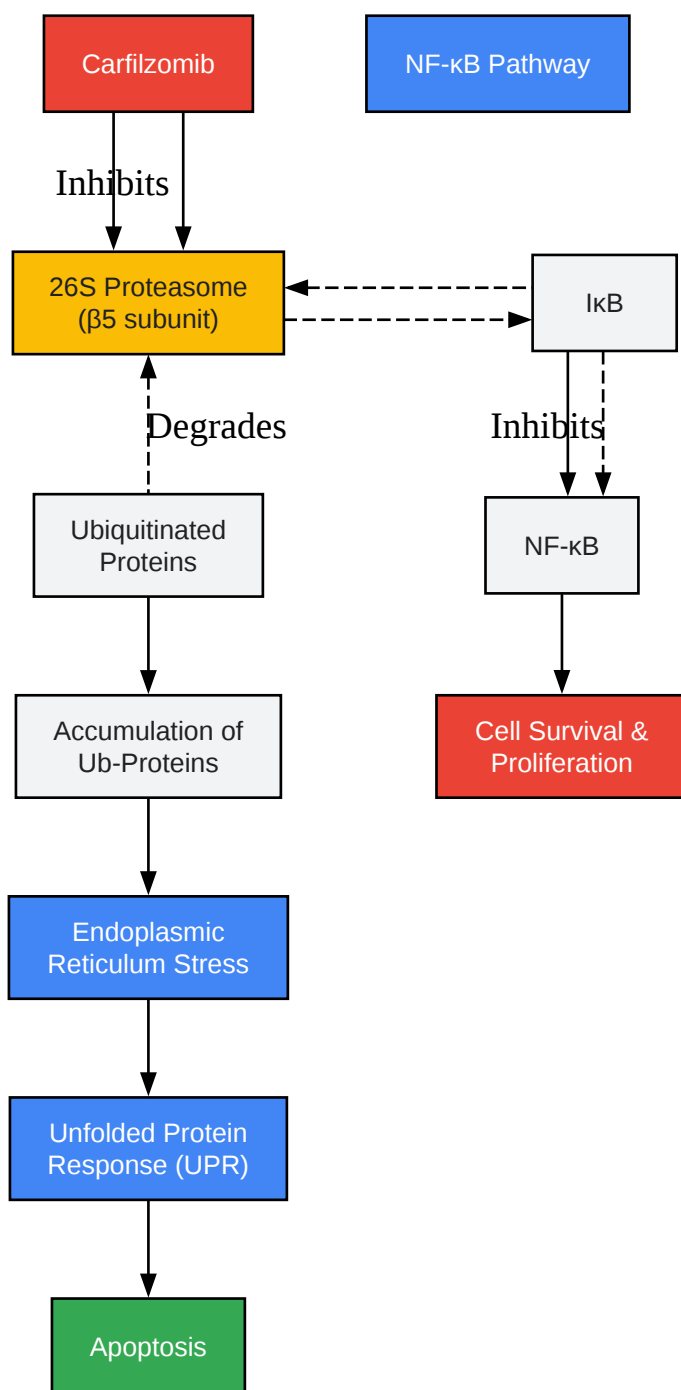 Carfilzomib
NF-κB Pathway
Inhibits
26S Proteasome
(β5 subunit)
IκB
Degrades
Inhibits
Ubiquitinated
Proteins
NF-κB
Accumulation of
Ub-Proteins
Cell Survival &
Proliferation
Endoplasmic
Reticulum Stress
Unfolded Protein
Response (UPR)
Apoptosis